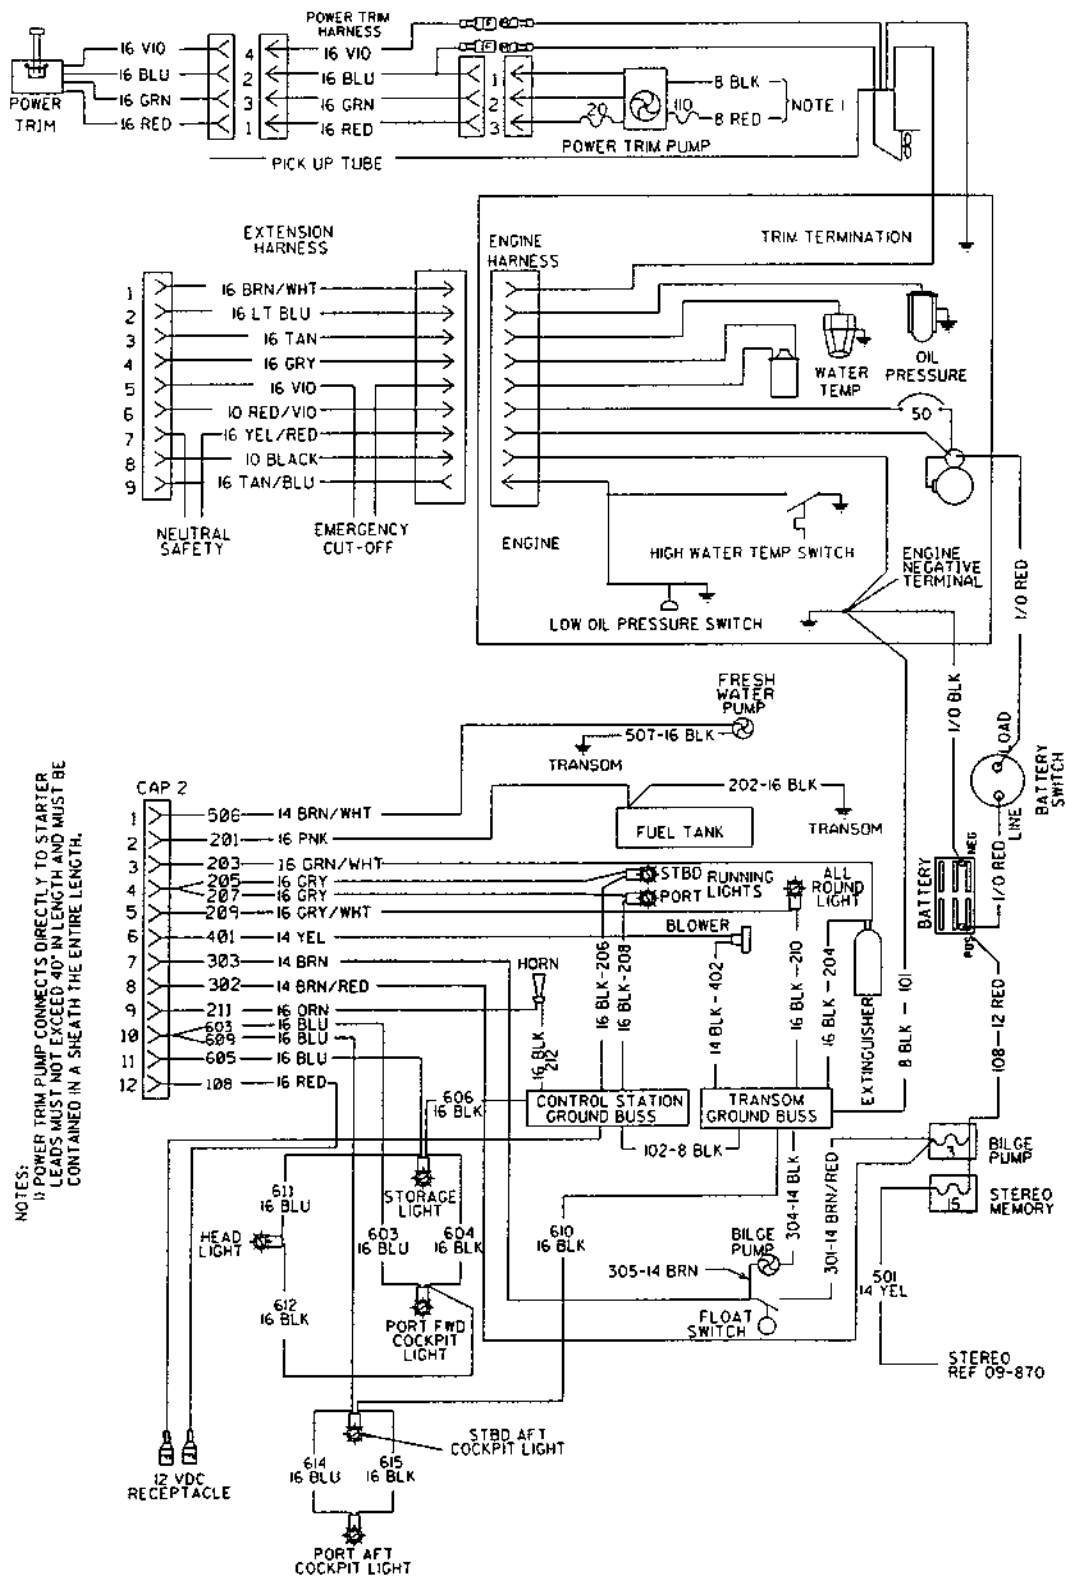 POWER TRIM
HARNESS
16 VIO
16 BLU
16 GRN
16 RED
POWER
TRIM
4
2
3
1
16 VIO
16 BLU
16 GRN
16 RED
1
2
3
20
110
8 BLK
8 RED
NOTE 1
POWER TRIM PUMP
PICK UP TUBE
EXTENSION
HARNESS
ENGINE
HARNESS
TRIM TERMINATION
1
2
3
4
5
6
7
8
9
16 BRN/WHT
16 LT BLU
16 TAN
16 GRY
16 VIO
10 RED/VIO
16 YEL/RED
10 BLACK
16 TAN/BLU
NEUTRAL
SAFETY
EMERGENCY
CUT-OFF
WATER
TEMP
OIL
PRESSURE
50
ENGINE
HIGH WATER TEMP SWITCH
LOW OIL PRESSURE SWITCH
ENGINE
NEGATIVE
TERMINAL
1/0 RED
1/0 BLK
FRESH
WATER
PUMP
507-16 BLK
TRANSOM
LOAD
LINE
BATTERY
SWITCH
1/0 RED
NEG
POS
BATTERY
CAP 2
1
2
3
4
5
6
7
8
9
10
11
12
506 14 BRN/WHT
201 16 PNK
203 16 GRN/WHT
205 16 GRY
207 16 GRY
209 16 GRY/WHT
401 14 YEL
303 14 BRN
302 14 BRN/RED
211 16 ORN
603 16 BLU
609 16 BLU
605 16 BLU
108 16 RED
202-16 BLK
FUEL TANK
TRANSOM
STBD
PORT
RUNNING
LIGHTS
ALL
ROUND
LIGHT
BLOWER
HORN
16 BLK
212
16 BLK-206
16 BLK-208
14 BLK-402
16 BLK-210
16 BLK-204
EXTINGUISHER
8 BLK - 101
108-12 RED
606
16 BLK
CONTROL STATION
GROUND BUSS
TRANSOM
GROUND BUSS
102-8 BLK
3
BILGE
PUMP
15
STEREO
MEMORY
611
16 BLU
STORAGE
LIGHT
HEAD
LIGHT
603
16 BLU
604
16 BLK
610
16 BLK
304-14 BLK
301-14 BRN/RED
BILGE
PUMP
305-14 BRN
501
14 YEL
612
16 BLK
PORT FWD
COCKPIT
LIGHT
FLOAT
SWITCH
STEREO
REF 09-870
STBD AFT
COCKPIT LIGHT
614
16 BLU
615
16 BLK
12 VDC
RECEPTACLE
PORT AFT
COCKPIT LIGHT
NOTES:
1) POWER TRIM PUMP CONNECTS DIRECTLY TO STARTER
LEADS MUST NOT EXCEED 40" IN LENGTH AND MUST BE
CONTAINED IN A SHEATH THE ENTIRE LENGTH.